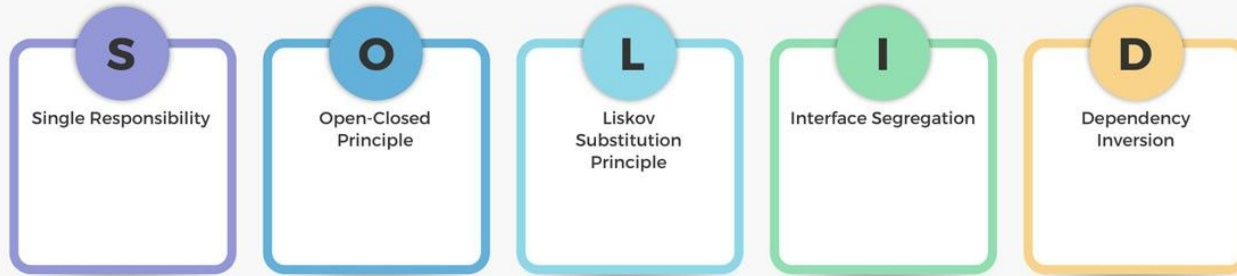 S
Single Responsibility
O
Open-Closed
Principle
L
Liskov
Substitution
Principle
I
Interface Segregation
D
Dependency
Inversion